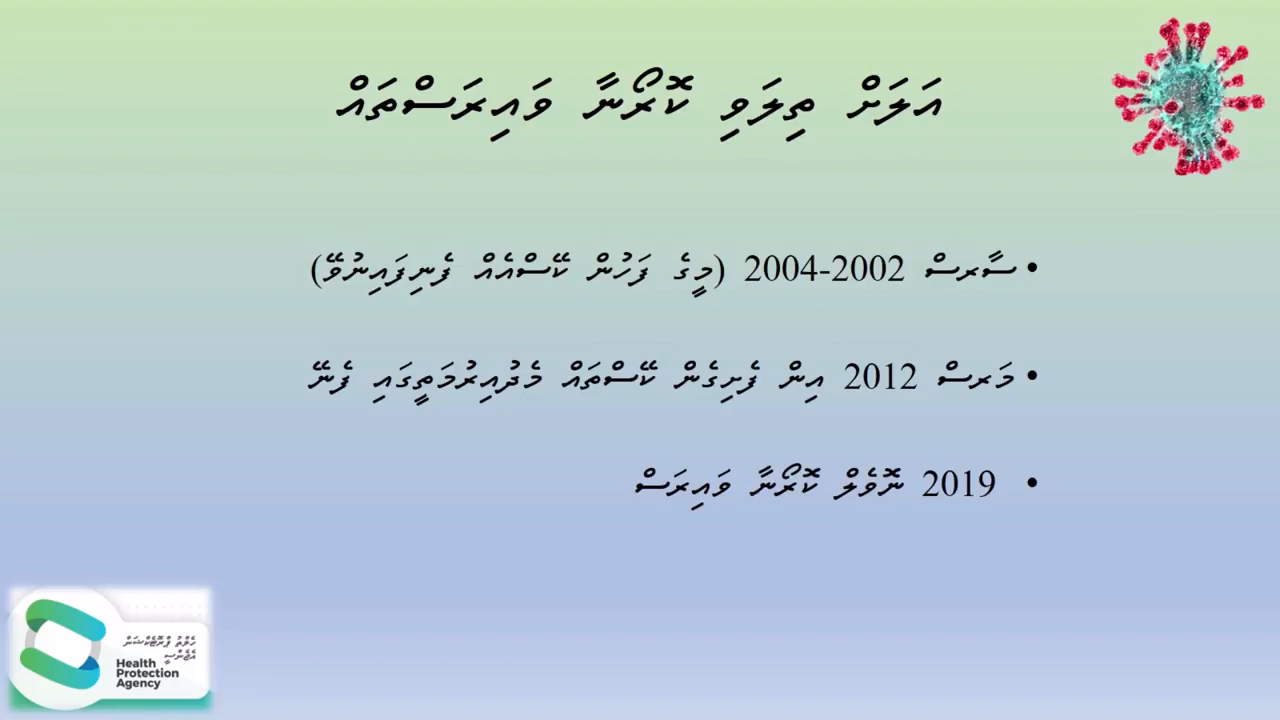 އަލަށް ތިލަވި ކޮރޯނާ ވައިރަސްތައް
• ސާރސް 2002-2004 (މީގެ ފަހުން ކޭސްއެއް ފެނިފައިނުވޭ)
• މަރސް 2012 އިން ފެށިގެން ކޭސްތައް މެދުއިރުމަތީގައި ފެނޭ
• 2019 ނޮވެލް ކޮރޯނާ ވައިރަސް
ހެލްތު ޕްރޮޓެކްޝަން
އެޖެންސީ
Health
Protection
Agency